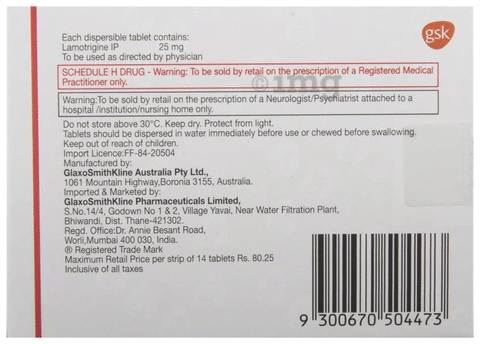 gsk
Each dispersible tablet contains:
Lamotrigine IP 25 mg
To be used as directed by physician
1mg
SCHEDULE H DRUG - Warning: To be sold by retail on the prescription of a Registered Medical
Practitioner only.
Warning:To be sold by retail on the prescription of a Neurologist/Psychiatrist attached to a
hospital /institution/nursing home only.
Do not store above 30°C. Keep dry. Protect from light.
Tablets should be dispersed in water immediately before use or chewed before swallowing.
Keep out of reach of children.
Import Licence:FF-84-20504
Manufactured by:
GlaxoSmithKline Australia Pty Ltd.,
1061 Mountain Highway,Boronia 3155, Australia.
Imported & Marketed by:
GlaxoSmithKline Pharmaceuticals Limited,
S.No.14/4, Godown No 1 & 2, Village Yavai, Near Water Filtration Plant,
Bhiwandi, Dist. Thane-421302.
Regd. Office:Dr. Annie Besant Road,
Worli,Mumbai 400 030, India.
® Registered Trade Mark
Maximum Retail Price per strip of 14 tablets Rs. 80.25
Inclusive of all taxes
9 300670 504473